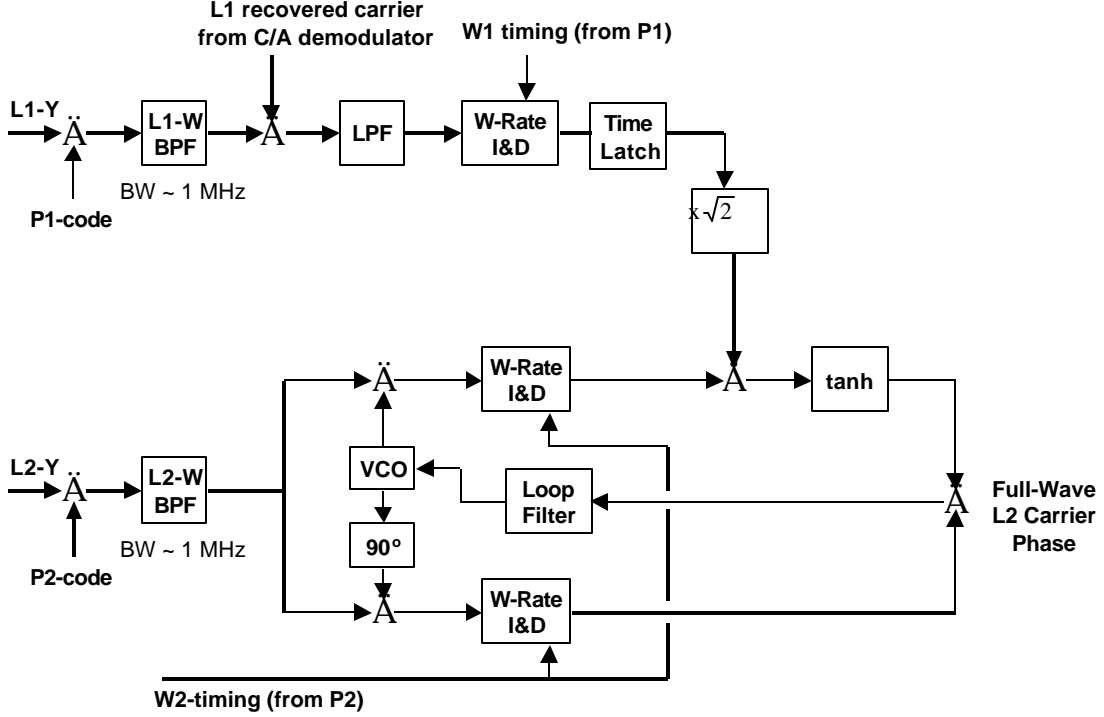 L1 recovered carrier
from C/A demodulator
W1 timing (from P1)
L1-Y
Ä
L1-W
BPF
Ä
LPF
W-Rate
I&D
Time
Latch
BW ~ 1 MHz
P1-code
x√2
Ä
W-Rate
I&D
Ä
tanh
L2-Y
Ä
L2-W
BPF
VCO
Loop
Filter
Ä
Full-Wave
L2 Carrier
Phase
BW ~ 1 MHz
90º
P2-code
Ä
W-Rate
I&D
W2-timing (from P2)